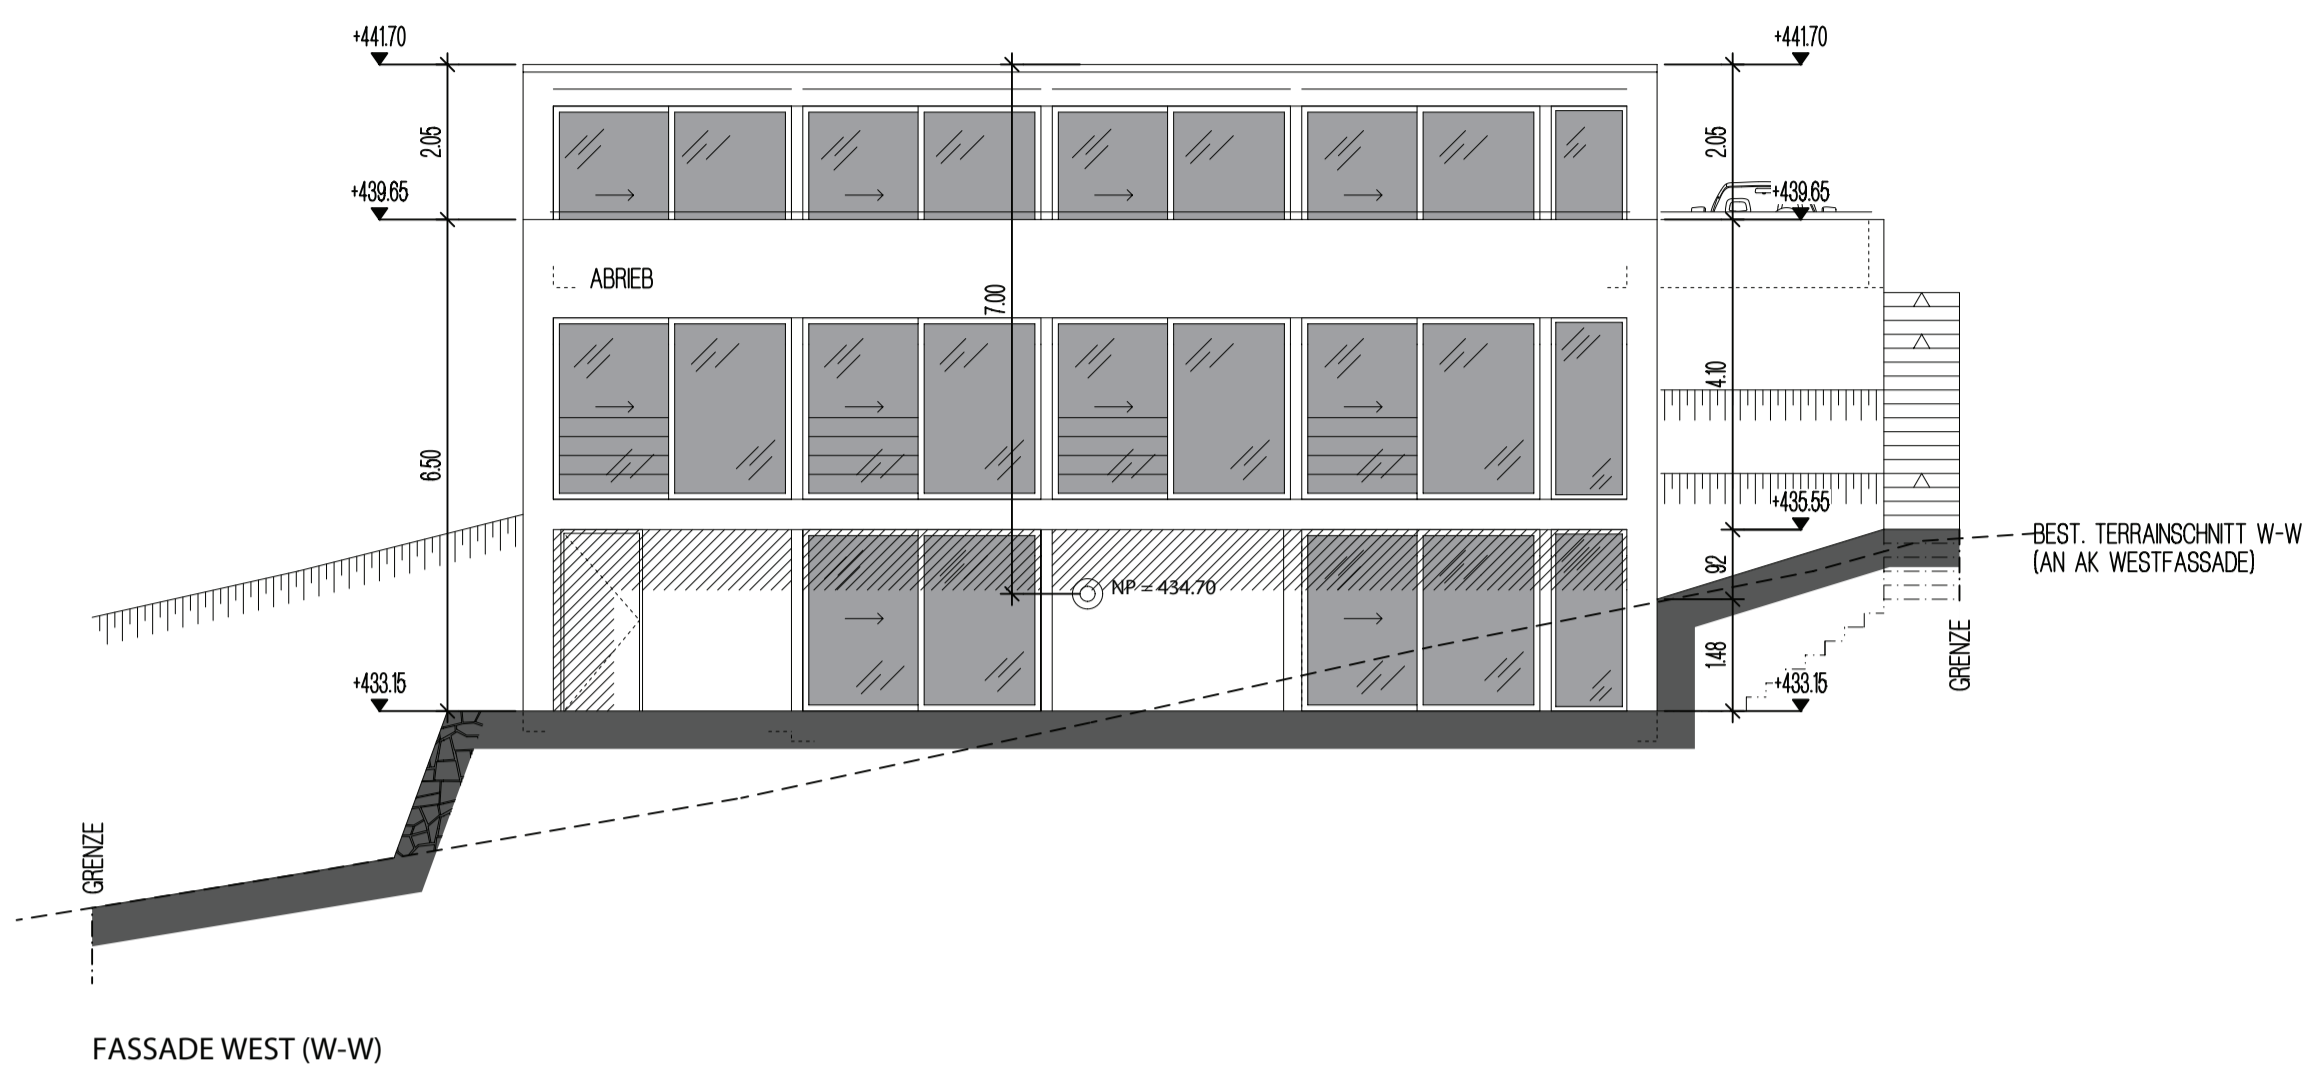 +441.70
+441.70
2.05
2.05
+439.65
+439.65
ABRIEB
7.00
4.10
6.50
+435.55
BEST. TERRAINSCHNITT W-W
(AN AK WESTFASSADE)
92
NP = 434.70
1.48
GRENZE
+433.15
+433.15
GRENZE
FASSADE WEST (W-W)